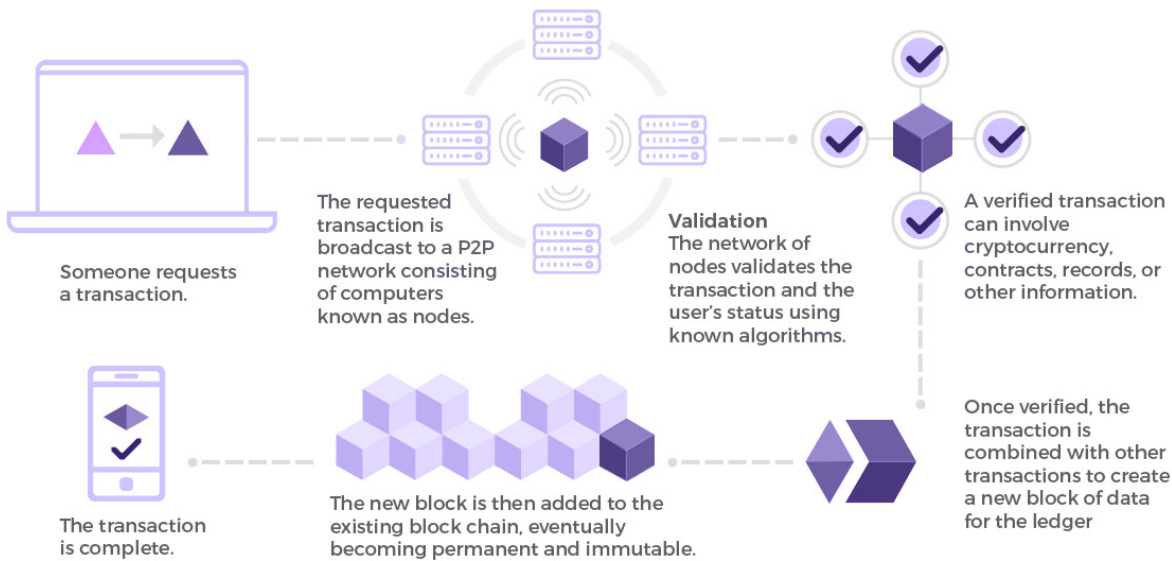 Someone requests
a transaction.
The requested
transaction is
broadcast to a P2P
network consisting
of computers
known as nodes.
Validation
The network of
nodes validates the
transaction and the
user's status using
known algorithms.
A verified transaction
can involve
cryptocurrency,
contracts, records, or
other information.
Once verified, the
transaction is
combined with other
transactions to create
a new block of data
for the ledger
The new block is then added to the
existing block chain, eventually
becoming permanent and immutable.
The transaction
is complete.